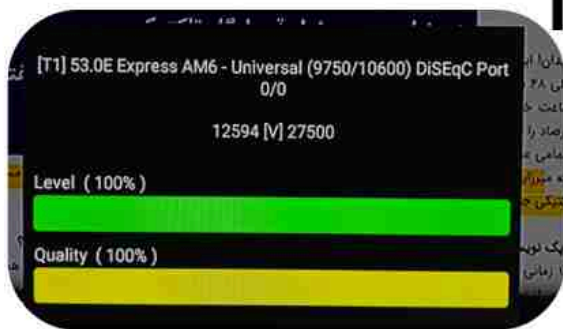 [T1] 53.0E Express AM6 - Universal (9750/10600) DiSEqC Port
0/0
12594 [V] 27500
Level ( 100% )
Quality ( 100% )